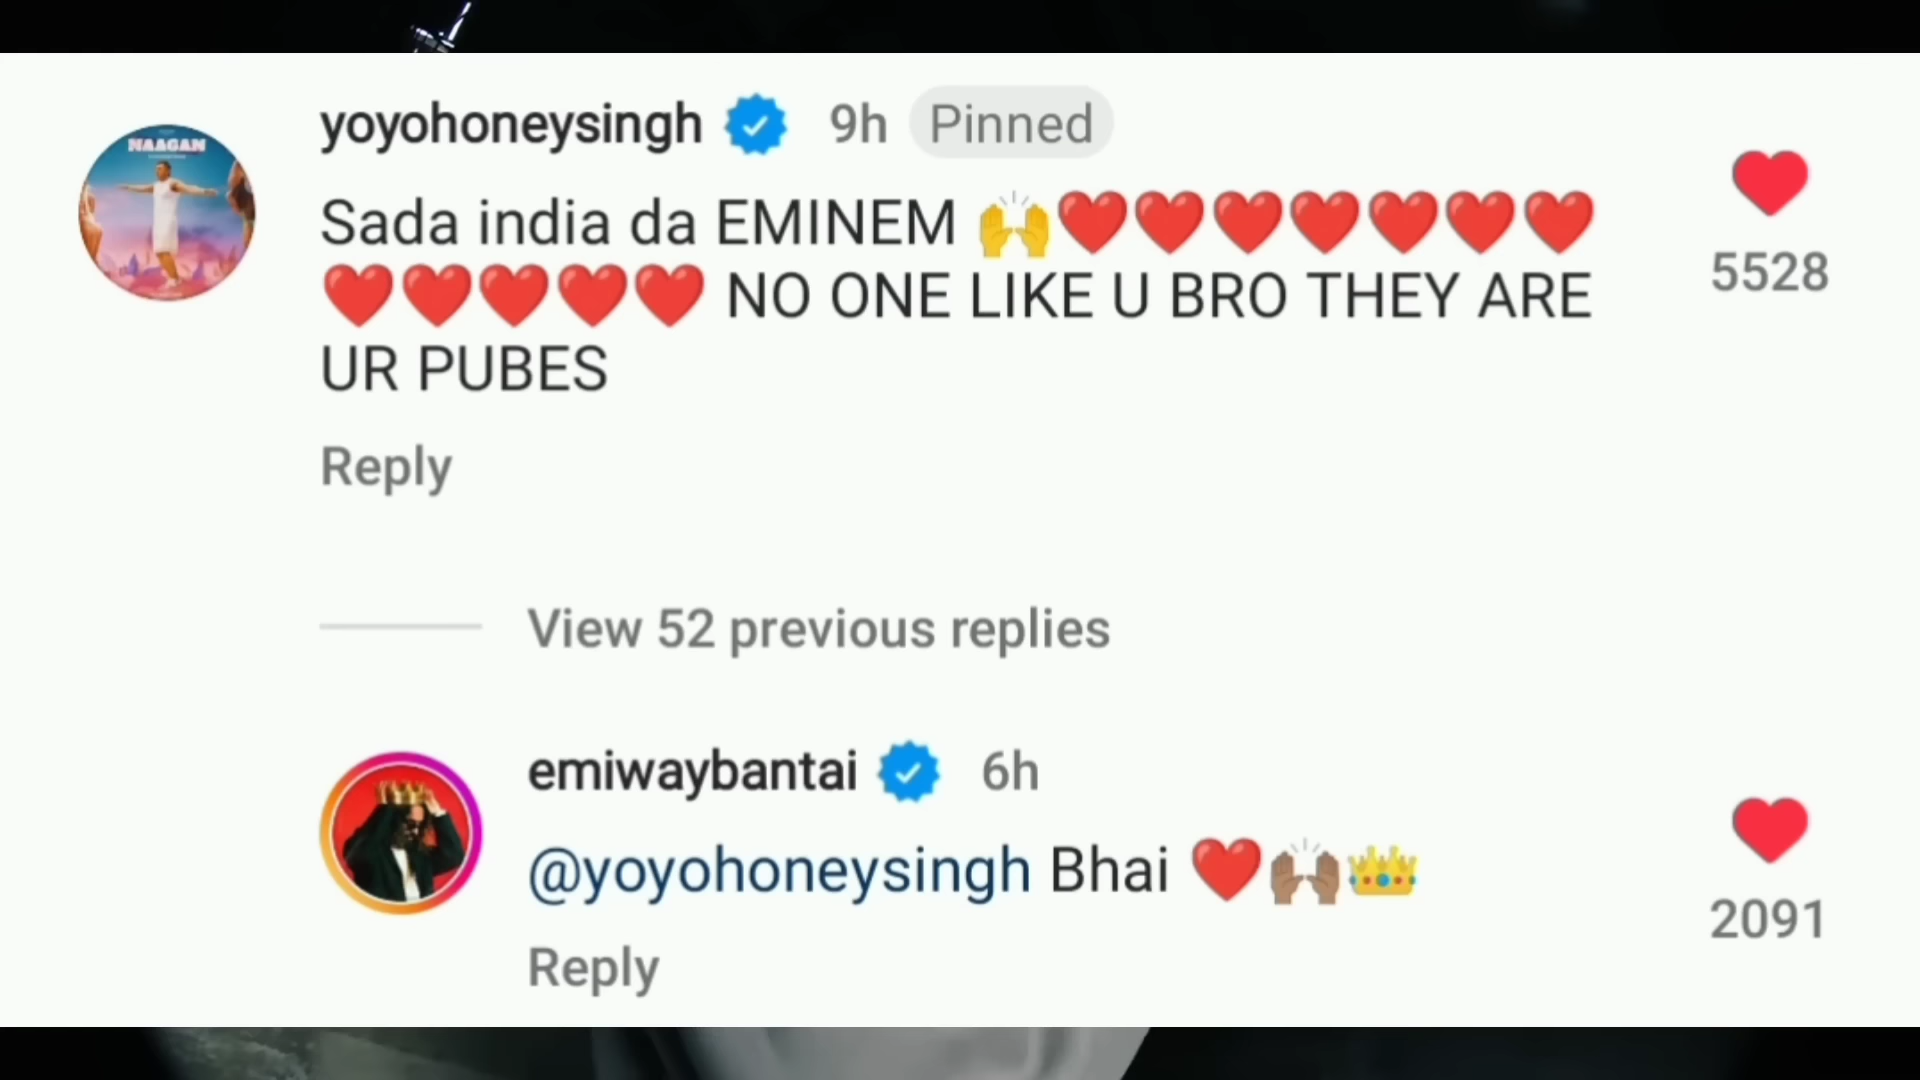 NAAGAN
yoyohoneysingh 9h Pinned
Sada india da EMINEM 🙌❤️❤️❤️❤️❤️❤️❤️
❤️❤️❤️❤️❤️ NO ONE LIKE U BRO THEY ARE
UR PUBES
5528
Reply
View 52 previous replies
emiwaybantai 6h
@yoyohoneysingh Bhai ❤️🙌🏽👑
2091
Reply